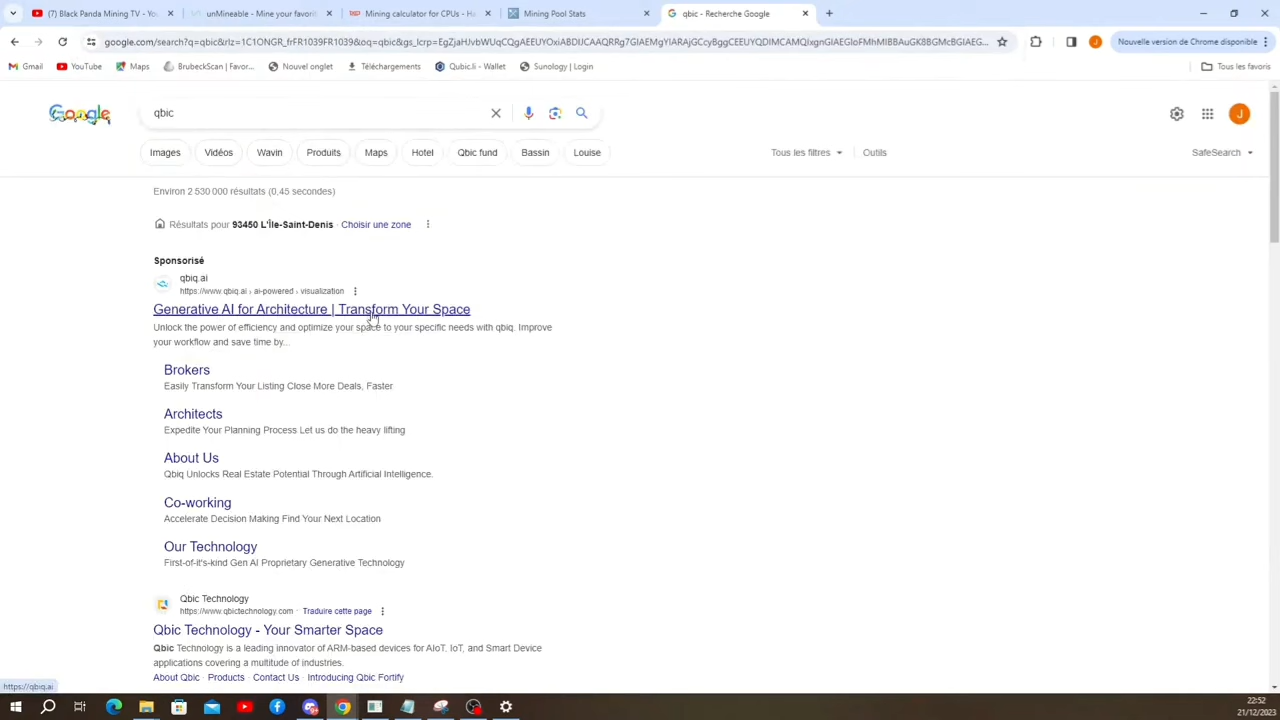 Black Panda Mining TV - Yo
unMineable - Mine your favorit
Mining calculator for CPUs - Ha
Mining Pool Stats
qbic - Recherche Google
google.com/search?q=qbic&rlz=1C1ONGR_frFR1039FR1039&oq=qbic&gs_lcrp=
Nouvelle version de Chrome disponible
Gmail
YouTube
Maps
BrubeckScan | Favor...
Nouvel onglet
Téléchargements
Qubic.li - Wallet
Sunology | Login
Tous les favoris
Google
qbic
Images
Vidéos
Wavin
Produits
Maps
Hotel
Qbic fund
Bassin
Louise
Tous les filtres
Outils
SafeSearch
Environ 2 530 000 résultats (0,45 secondes)
Résultats pour 93450 L'Île-Saint-Denis · Choisir une zone
Sponsorisé
qbiq.ai
https://www.qbiq.ai › ai-powered › visualization
Generative AI for Architecture | Transform Your Space
Unlock the power of efficiency and optimize your space to your specific needs with qbiq. Improve
your workflow and save time by...
Brokers
Easily Transform Your Listing Close More Deals, Faster
Architects
Expedite Your Planning Process Let us do the heavy lifting
About Us
Qbiq Unlocks Real Estate Potential Through Artificial Intelligence.
Co-working
Accelerate Decision Making Find Your Next Location
Our Technology
First-of-it's-kind Gen AI Proprietary Generative Technology
Qbic Technology
https://www.qbictechnology.com · Traduire cette page
Qbic Technology - Your Smarter Space
Qbic Technology is a leading innovator of ARM-based devices for AIoT, IoT, and Smart Device
applications covering a multitude of industries.
About Qbic · Products · Contact Us · Introducing Qbic Fortify
https://qbiq.ai
22:52
21/12/2023